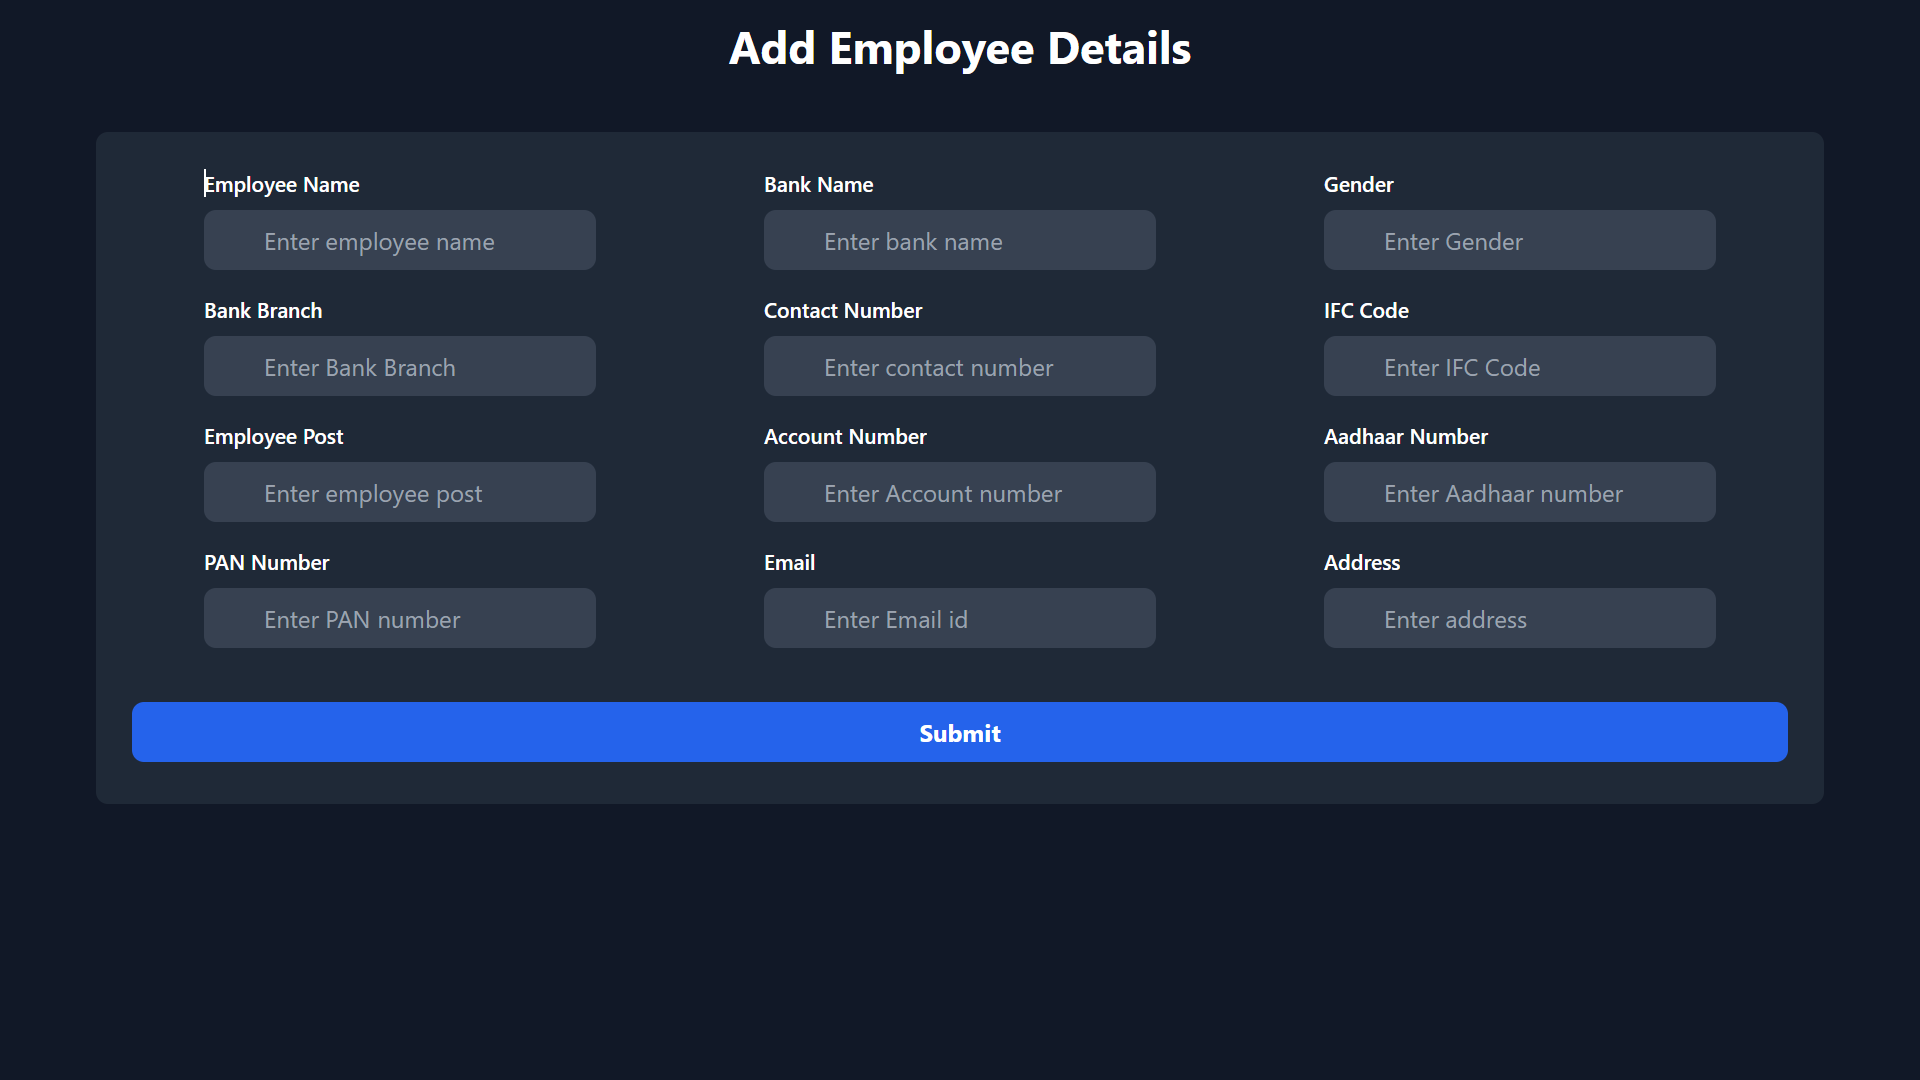 Add Employee Details
Employee Name
Bank Name
Gender
Enter employee name
Enter bank name
Enter Gender
Bank Branch
Contact Number
IFC Code
Enter Bank Branch
Enter contact number
Enter IFC Code
Employee Post
Account Number
Aadhaar Number
Enter employee post
Enter Account number
Enter Aadhaar number
PAN Number
Email
Address
Enter PAN number
Enter Email id
Enter address
Submit